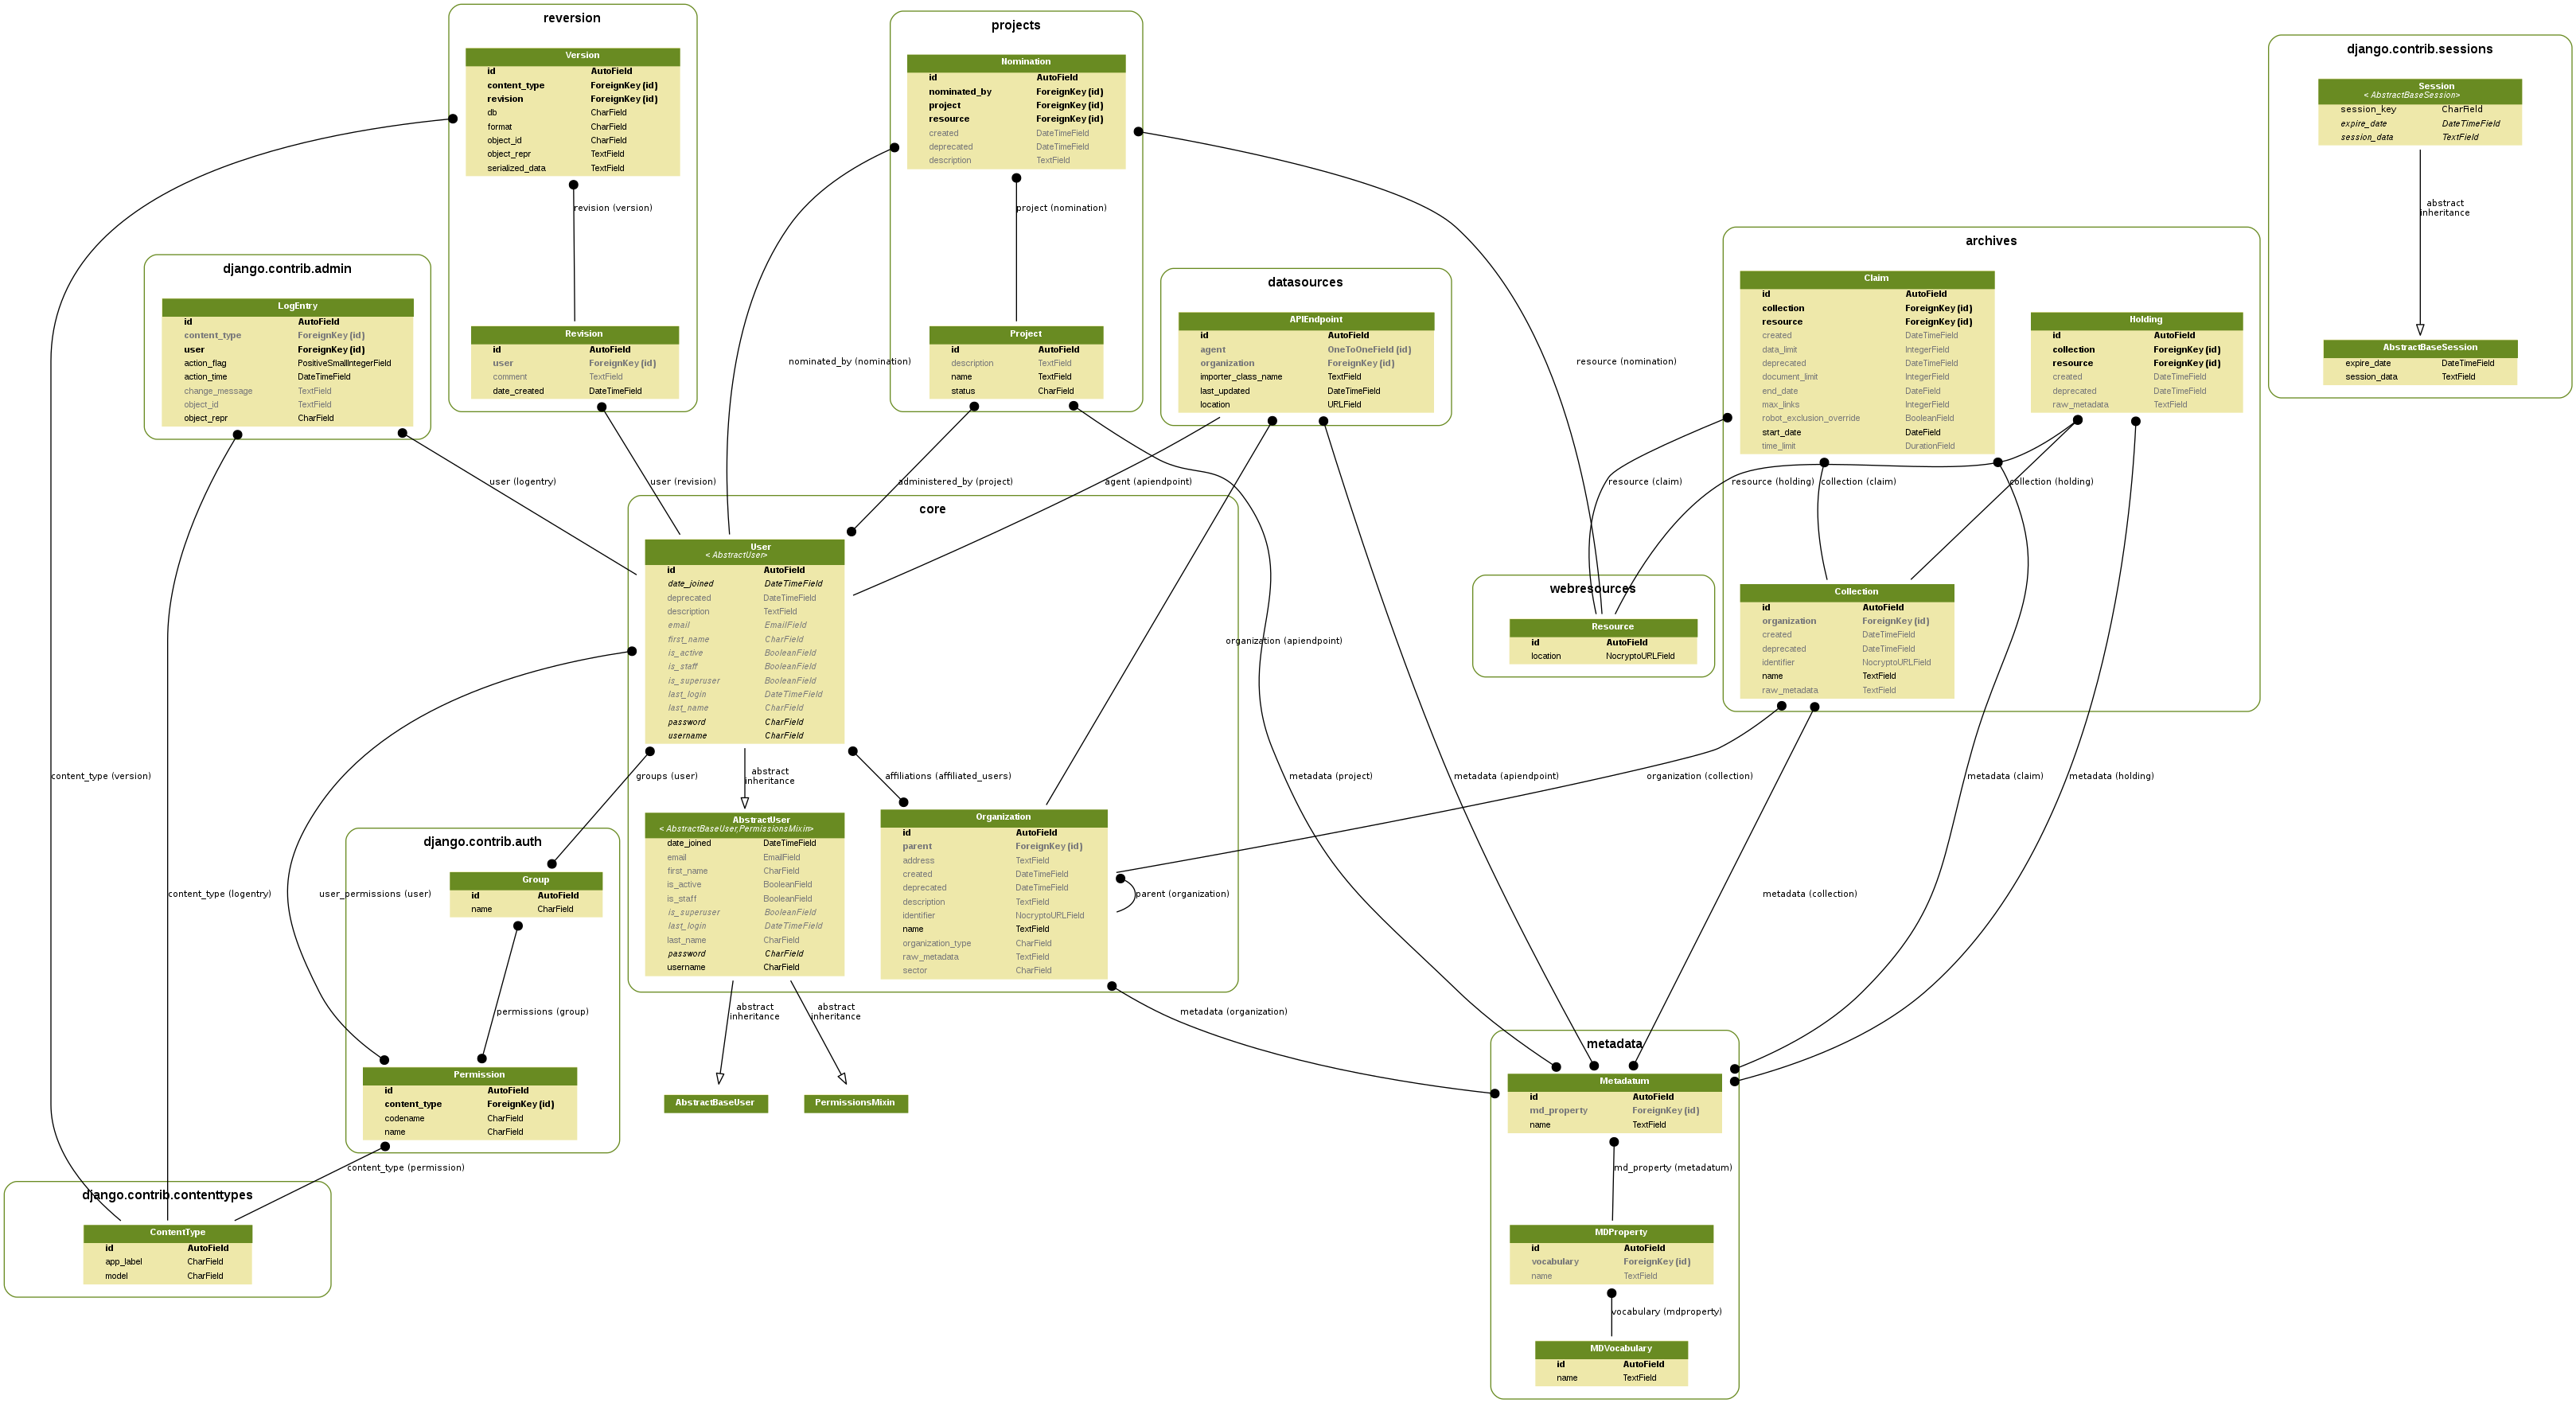 reversion
Version
id AutoField
content_type ForeignKey (id)
revision ForeignKey (id)
db CharField
format CharField
object_id CharField
object_repr TextField
serialized_data TextField
revision (version)
Revision
id AutoField
user ForeignKey (id)
comment TextField
date_created DateTimeField
projects
Nomination
id AutoField
nominated_by ForeignKey (id)
project ForeignKey (id)
resource ForeignKey (id)
created DateTimeField
deprecated DateTimeField
description TextField
project (nomination)
Project
id AutoField
description TextField
name TextField
status CharField
django.contrib.sessions
Session
< AbstractBaseSession>
session_key CharField
expire_date DateTimeField
session_data TextField
abstract
inheritance
AbstractBaseSession
expire_date DateTimeField
session_data TextField
django.contrib.admin
LogEntry
id AutoField
content_type ForeignKey (id)
user ForeignKey (id)
action_flag PositiveSmallIntegerField
action_time DateTimeField
change_message TextField
object_id TextField
object_repr CharField
datasources
APIEndpoint
id AutoField
agent OneToOneField (id)
organization ForeignKey (id)
importer_class_name TextField
last_updated DateTimeField
location URLField
archives
Claim
id AutoField
collection ForeignKey (id)
resource ForeignKey (id)
created DateTimeField
data_limit IntegerField
deprecated DateTimeField
document_limit IntegerField
end_date DateField
max_links IntegerField
robot_exclusion_override BooleanField
start_date DateField
time_limit DurationField
Holding
id AutoField
collection ForeignKey (id)
resource ForeignKey (id)
created DateTimeField
deprecated DateTimeField
raw_metadata TextField
nominated_by (nomination)
resource (nomination)
user (logentry)
user (revision)
administered_by (project)
agent (apiendpoint)
resource (claim)
resource (holding)
collection (claim)
collection (holding)
core
User
< AbstractUser>
id AutoField
date_joined DateTimeField
deprecated DateTimeField
description TextField
email EmailField
first_name CharField
is_active BooleanField
is_staff BooleanField
is_superuser BooleanField
last_login DateTimeField
last_name CharField
password CharField
username CharField
webresources
Resource
id AutoField
location NocryptoURLField
Collection
id AutoField
organization ForeignKey (id)
created DateTimeField
deprecated DateTimeField
identifier NocryptoURLField
name TextField
raw_metadata TextField
organization (apiendpoint)
content_type (version)
groups (user)
abstract
inheritance
affiliations (affiliated_users)
metadata (project)
metadata (apiendpoint)
organization (collection)
metadata (claim)
metadata (holding)
AbstractUser
< AbstractBaseUser,PermissionsMixin>
date_joined DateTimeField
email EmailField
first_name CharField
is_active BooleanField
is_staff BooleanField
is_superuser BooleanField
last_login DateTimeField
last_name CharField
password CharField
username CharField
Organization
id AutoField
parent ForeignKey (id)
address TextField
created DateTimeField
deprecated DateTimeField
description TextField
identifier NocryptoURLField
name TextField
organization_type CharField
raw_metadata TextField
sector CharField
parent (organization)
metadata (collection)
content_type (logentry)
user_permissions (user)
django.contrib.auth
Group
id AutoField
name CharField
permissions (group)
Permission
id AutoField
content_type ForeignKey (id)
codename CharField
name CharField
abstract
inheritance
abstract
inheritance
metadata (organization)
AbstractBaseUser
PermissionsMixin
metadata
Metadatum
id AutoField
md_property ForeignKey (id)
name TextField
md_property (metadatum)
MDProperty
id AutoField
vocabulary ForeignKey (id)
name TextField
vocabulary (mdproperty)
MDVocabulary
id AutoField
name TextField
content_type (permission)
django.contrib.contenttypes
ContentType
id AutoField
app_label CharField
model CharField